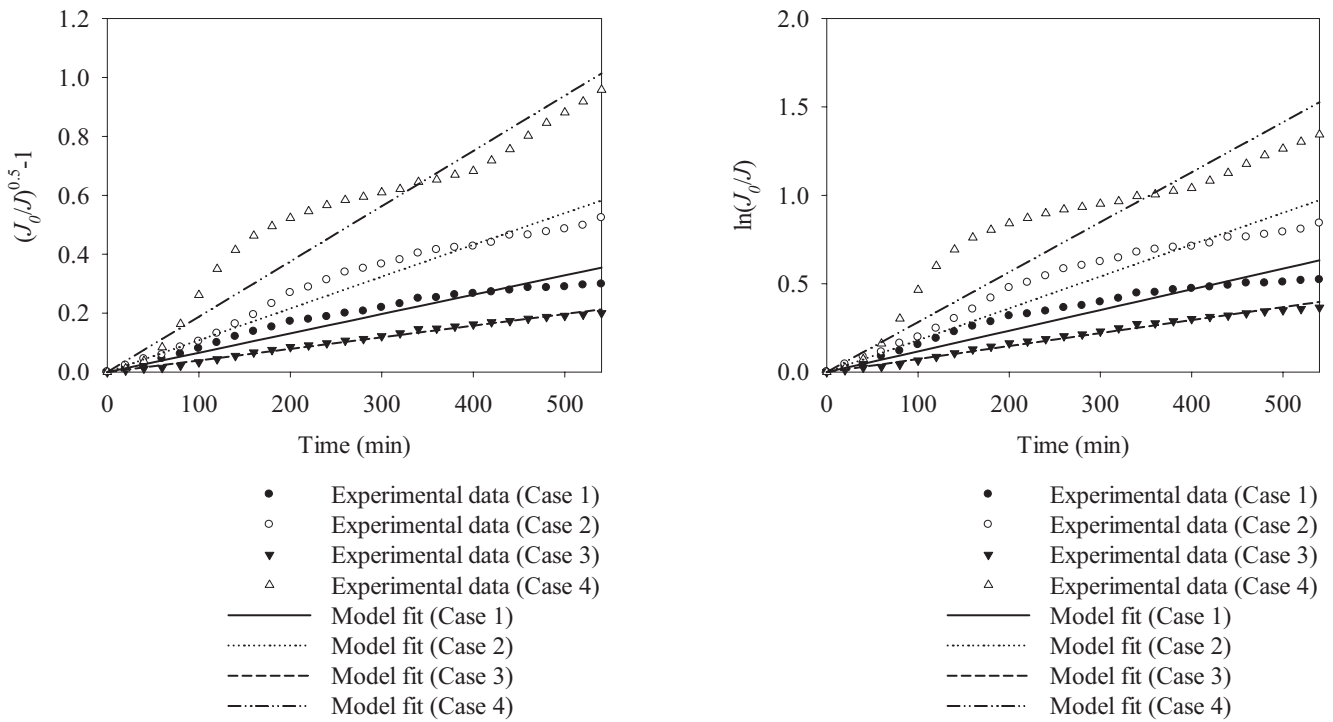 (J₀/J)⁰·⁵-1
1.2
1.0
0.8
0.6
0.4
0.2
0.0
0 100 200 300 400 500
Time (min)
Experimental data (Case 1)
Experimental data (Case 2)
Experimental data (Case 3)
Experimental data (Case 4)
Model fit (Case 1)
Model fit (Case 2)
Model fit (Case 3)
Model fit (Case 4)
ln(J₀/J)
2.0
1.5
1.0
0.5
0.0
0 100 200 300 400 500
Time (min)
Experimental data (Case 1)
Experimental data (Case 2)
Experimental data (Case 3)
Experimental data (Case 4)
Model fit (Case 1)
Model fit (Case 2)
Model fit (Case 3)
Model fit (Case 4)